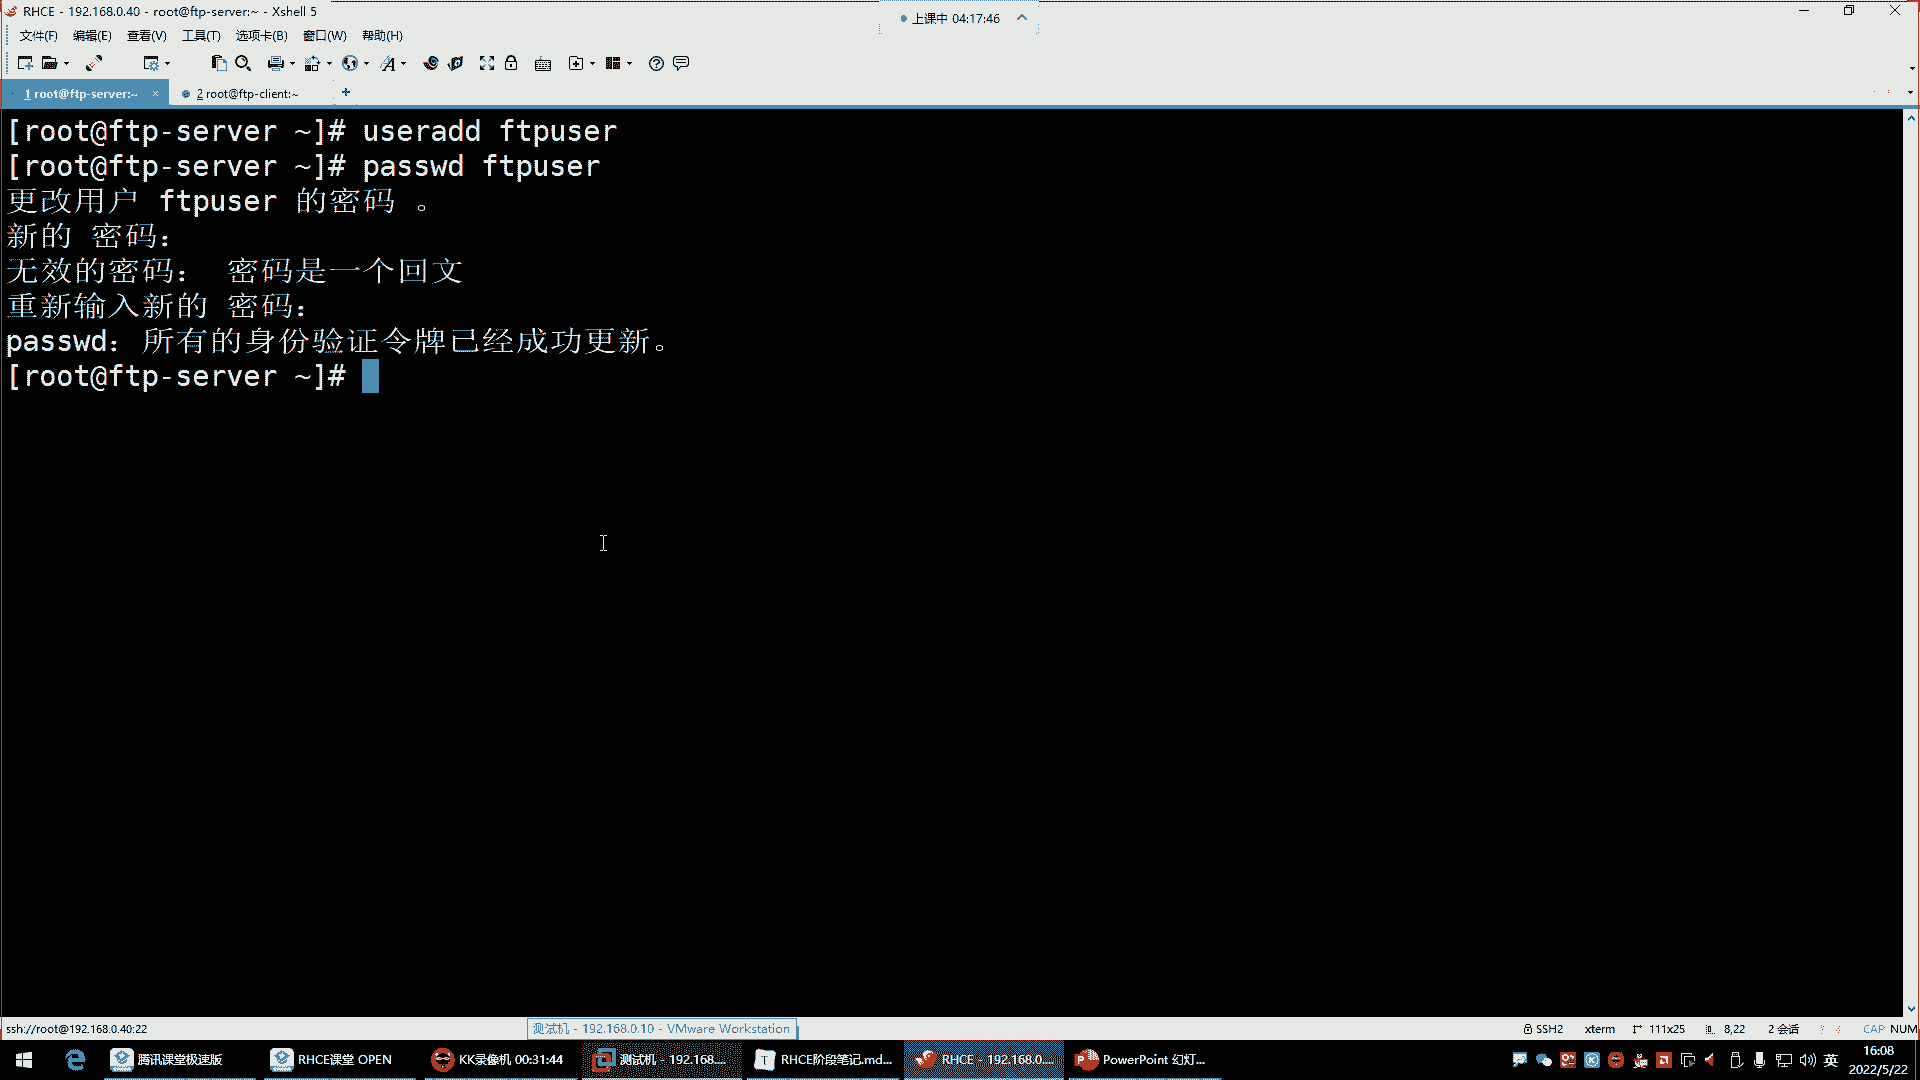 RHCE - 192.168.0.40 - root@ftp-server:~ - Xshell 5
上课中 04:17:46
文件(F) 编辑(E) 查看(V) 工具(T) 选项卡(B) 窗口(W) 帮助(H)
1 root@ftp-server:~ × 2 root@ftp-client:~ +
[root@ftp-server ~]# useradd ftpuser
[root@ftp-server ~]# passwd ftpuser
更改用户 ftpuser 的密码 。
新的 密码：
无效的密码： 密码是一个回文
重新输入新的 密码：
passwd：所有的身份验证令牌已经成功更新。
[root@ftp-server ~]#
ssh://root@192.168.0.40:22
测试机 - 192.168.0.10 - VMware Workstation
SSH2 xterm 111x25 8,22 2 会话 CAP NUM
腾讯课堂极速版 RHCE课堂 OPEN KK录像机 00:31:44 测试机 - 192.168.... RHCE阶段笔记.md... RHCE - 192.168.0.... PowerPoint 幻灯... 英 16:08
2022/5/22